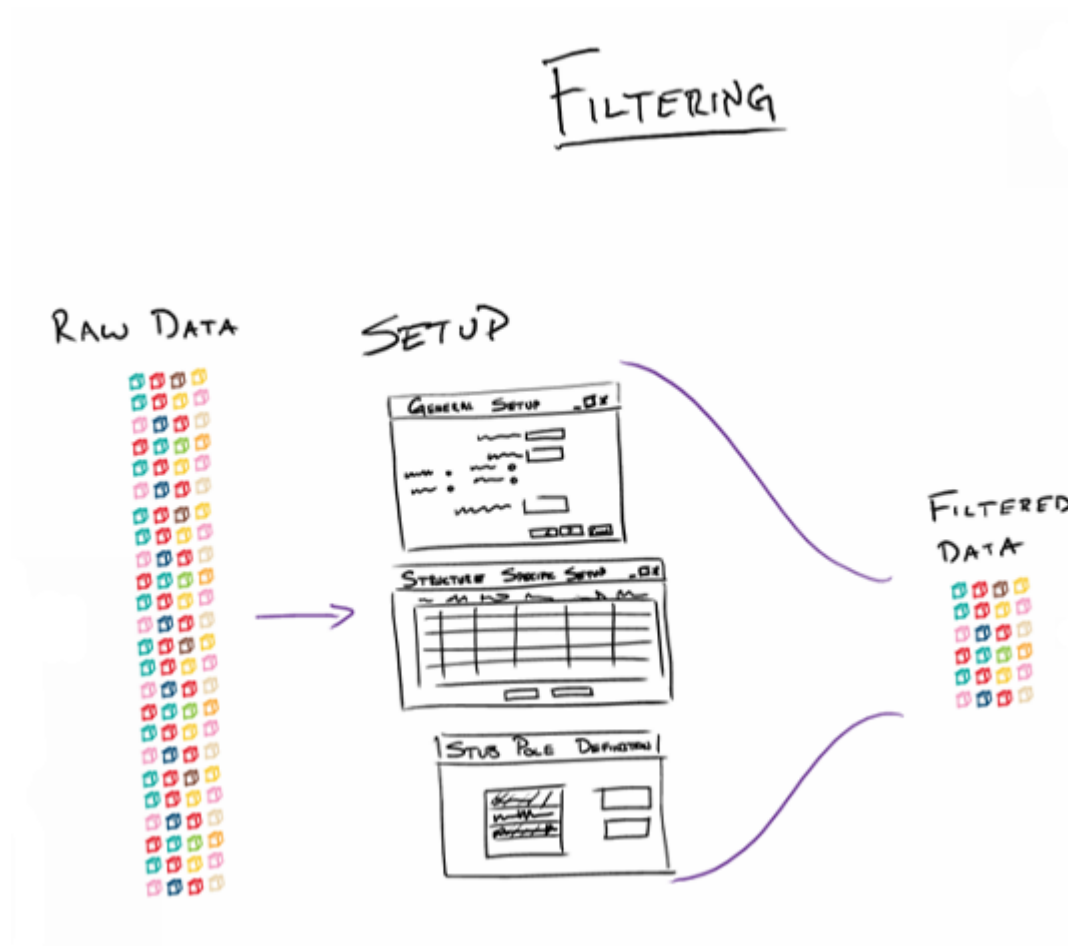 FILTERING
RAW DATA
SETUP
GENERAL SETUP
STRUCTURE SPECIFIC SETUP
STUB POLE DEFINITION
FILTERED
DATA